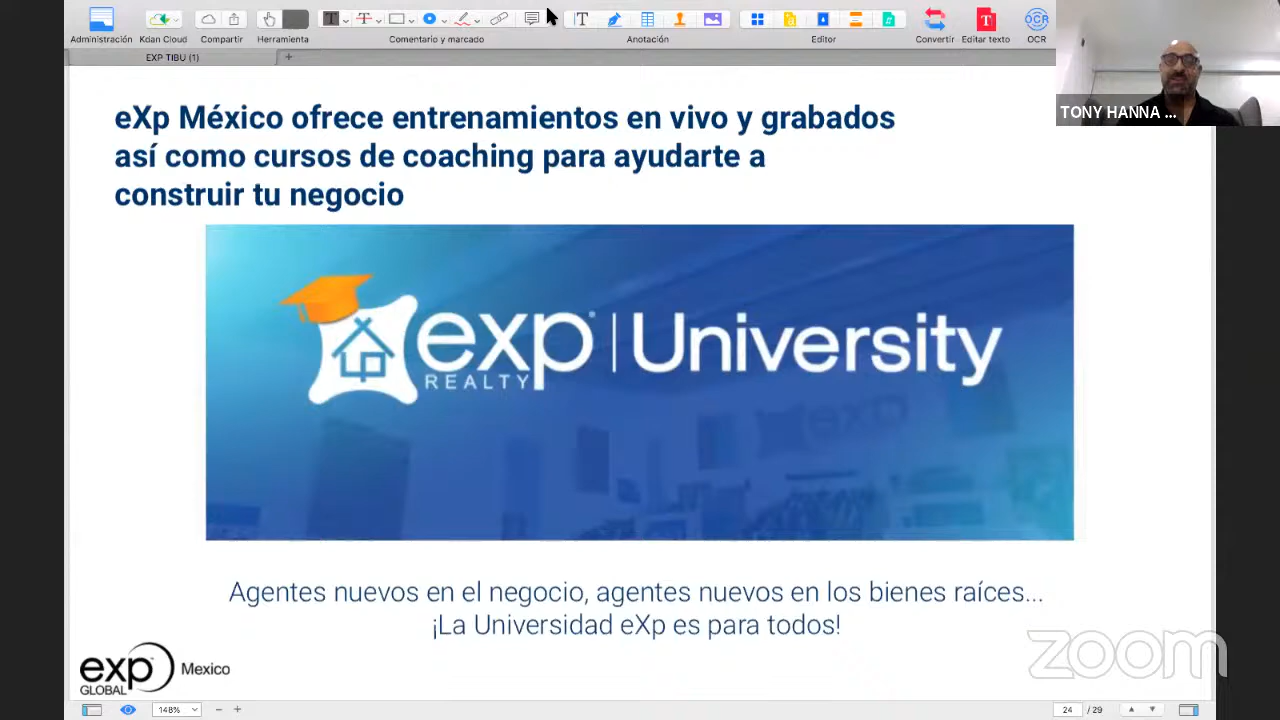 Administración
Kdan Cloud
Compartir
Herramienta
Comentario y marcado
Anotación
Editor
Convertir
Editar texto
OCR
OCR
T
T
T
T
EXP TIBU (1)
TONY HANNA ...
eXp México ofrece entrenamientos en vivo y grabados
así como cursos de coaching para ayudarte a
construir tu negocio
exp | University
REALTY
exp
Agentes nuevos en el negocio, agentes nuevos en los bienes raíces...
¡La Universidad eXp es para todos!
exp Mexico
GLOBAL
zoom
148%
24 / 29